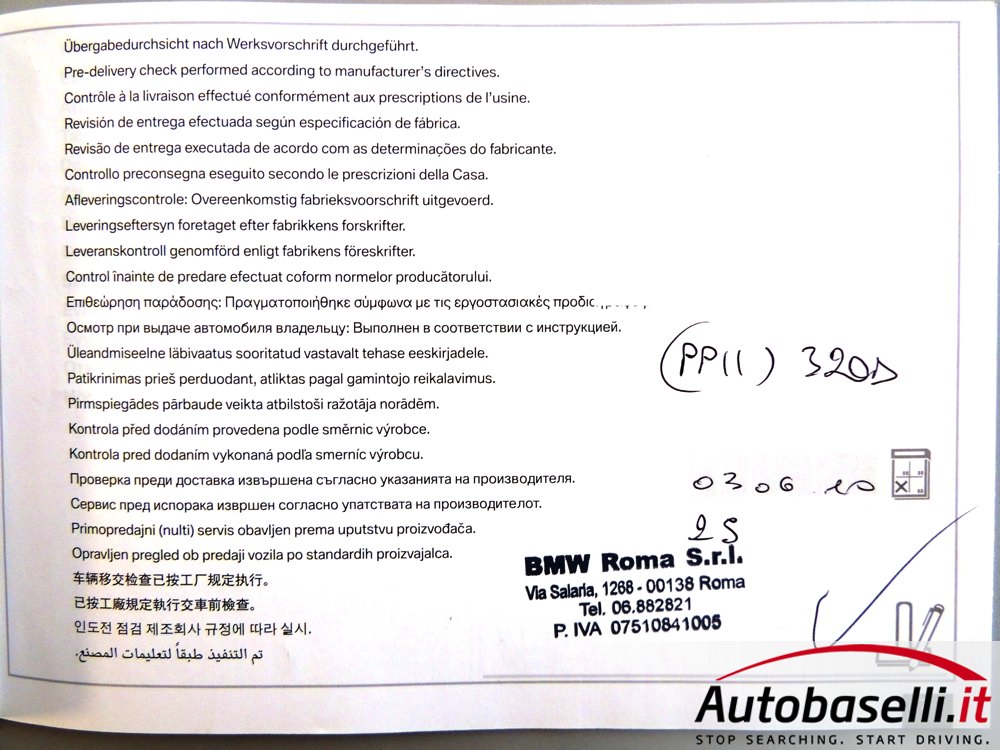 Übergabedurchsicht nach Werksvorschrift durchgeführt.
Pre-delivery check performed according to manufacturer's directives.
Contrôle à la livraison effectué conformément aux prescriptions de l'usine.
Revisión de entrega efectuada según especificación de fábrica.
Revisão de entrega executada de acordo com as determinações do fabricante.
Controllo preconsegna eseguito secondo le prescrizioni della Casa.
Afleveringscontrole: Overeenkomstig fabrieksvoorschrift uitgevoerd.
Leveringseftersyn foretaget efter fabrikkens forskrifter.
Leveranskontroll genomförd enligt fabrikens föreskrifter.
Control înainte de predare efectuat coform normelor producătorului.
Επιθεώρηση παράδοσης: Πραγματοποιήθηκε σύμφωνα με τις εργοστασιακές
Осмотр при выдаче автомобиля владельцу: Выполнен в соответствии с инструкцией.
Üleandmiseelne läbivaatus sooritatud vastavalt tehase eeskirjadele.
Patikrinimas prieš perduodant, atliktas pagal gamintojo reikalavimus.
Pirmspiegādes pārbaude veikta atbilstoši ražotāja norādēm.
Kontrola před dodáním provedena podle směrnic výrobce.
Kontrola pred dodaním vykonaná podľa smerníc výrobcu.
Проверка преди доставка извършена съгласно указанията на производителя.
Сервис пред испорака извршен согласно упатствата на производителот.
Primopredajni (nulti) servis obavljen prema uputstvu proizvođača.
Opravljen pregled ob predaji vozila po standardih proizvajalca.
车辆移交检查已按工厂规定执行。
已按工廠規定執行交車前檢查。
인도전 점검 제조회사 규정에 따라 실시.
تم التنفيذ طبقاً لتعليمات المصنع.
(PPII) 320D
03 06 10
25
BMW Roma S.r.l.
Via Salaria, 1268 - 00138 Roma
Tel. 06.882821
P. IVA 07510841005
Autobaselli.it
STOP SEARCHING. START DRIVING.